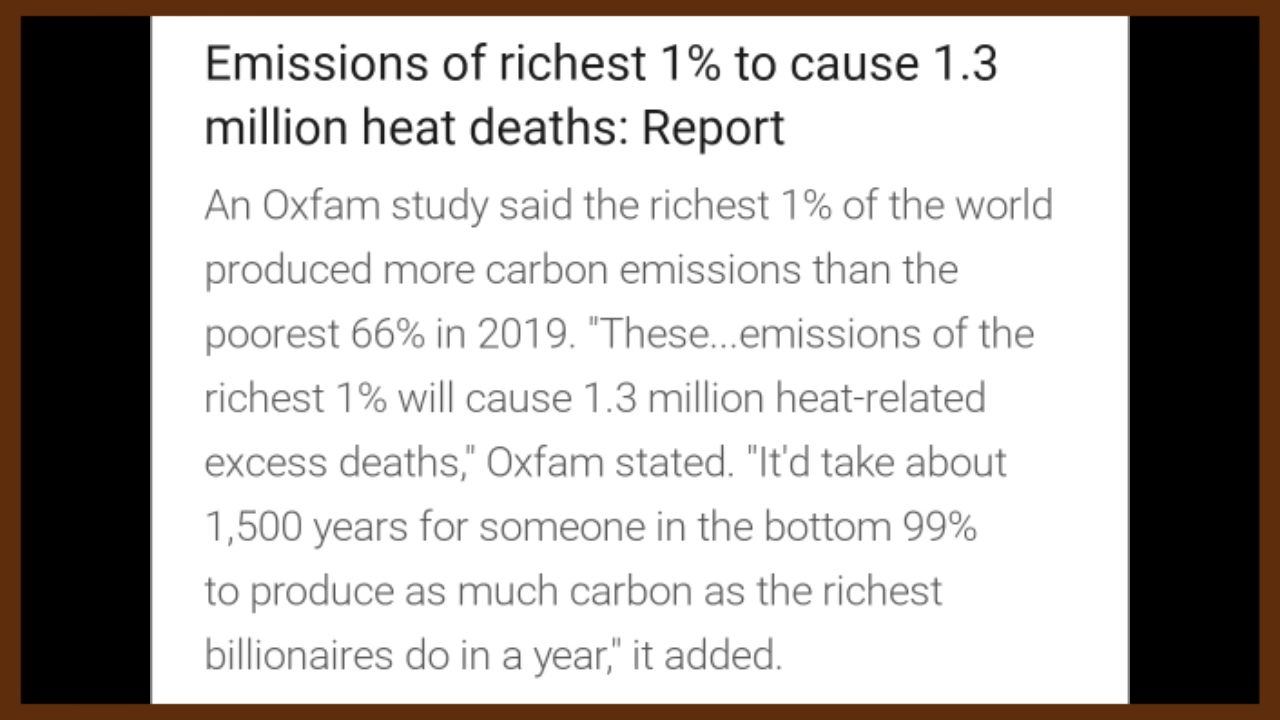 Emissions of richest 1% to cause 1.3
million heat deaths: Report
An Oxfam study said the richest 1% of the world
produced more carbon emissions than the
poorest 66% in 2019. "These...emissions of the
richest 1% will cause 1.3 million heat-related
excess deaths," Oxfam stated. "It'd take about
1,500 years for someone in the bottom 99%
to produce as much carbon as the richest
billionaires do in a year," it added.